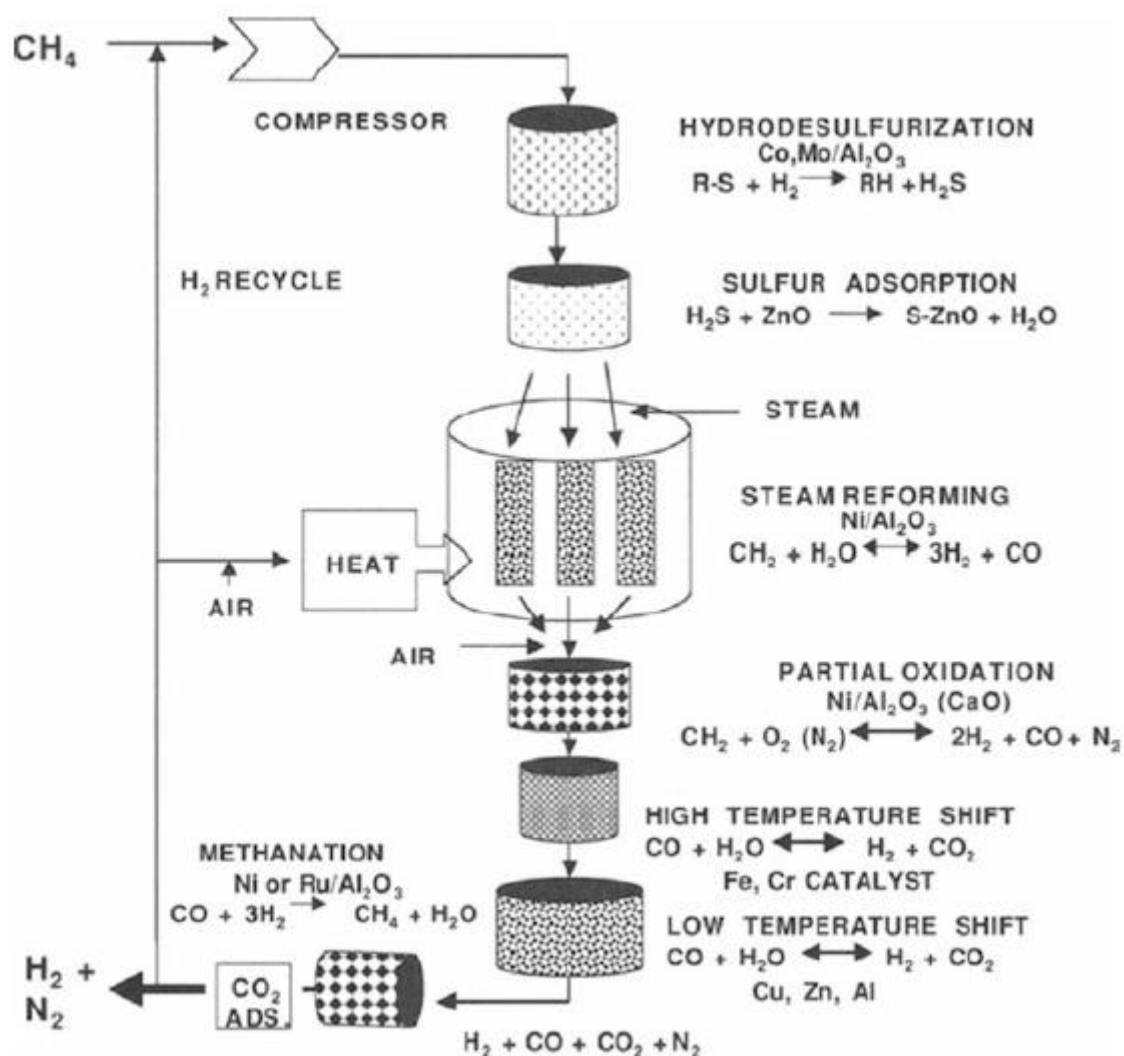 CH₄
COMPRESSOR
HYDRODESULFURIZATION
Co,Mo/Al₂O₃
R-S + H₂ → RH + H₂S
H₂ RECYCLE
SULFUR ADSORPTION
H₂S + ZnO → S-ZnO + H₂O
STEAM
STEAM REFORMING
Ni/Al₂O₃
CH₂ + H₂O ↔ 3H₂ + CO
HEAT
AIR
AIR
PARTIAL OXIDATION
Ni/Al₂O₃ (CaO)
CH₂ + O₂ (N₂) ↔ 2H₂ + CO + N₂
HIGH TEMPERATURE SHIFT
CO + H₂O ↔ H₂ + CO₂
Fe, Cr CATALYST
METHANATION
Ni or Ru/Al₂O₃
CO + 3H₂ → CH₄ + H₂O
LOW TEMPERATURE SHIFT
CO + H₂O ↔ H₂ + CO₂
Cu, Zn, Al
H₂ +
N₂
CO₂
ADS.
H₂ + CO + CO₂ + N₂